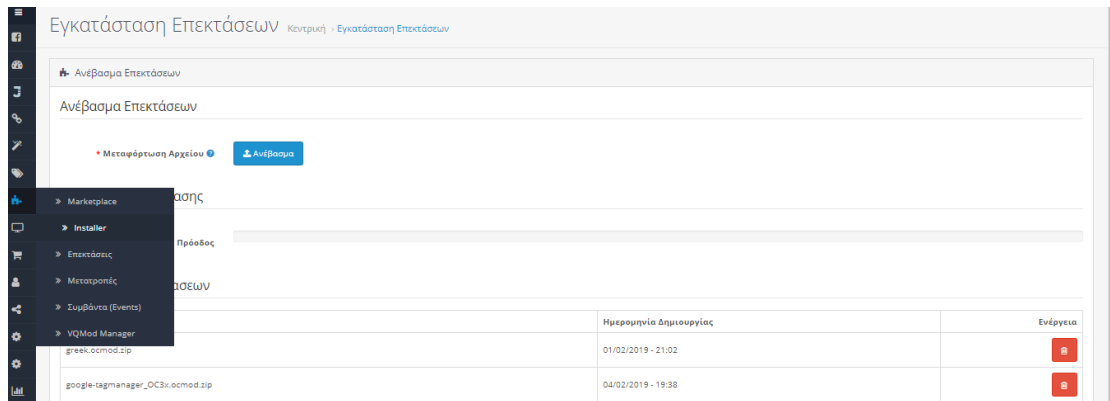 Εγκατάσταση Επεκτάσεων Κεντρική › Εγκατάσταση Επεκτάσεων
Ανέβασμα Επεκτάσεων
Ανέβασμα Επεκτάσεων
* Μεταφόρτωση Αρχείου Ανέβασμα
» Marketplace
ασης
» Installer
Πρόοδος
» Επεκτάσεις
» Μετατροπές
ασεων
» Συμβάντα (Events)
Ημερομηνία Δημιουργίας Ενέργεια
» VQMod Manager
greek.ocmod.zip 01/02/2019 - 21:02
google-tagmanager_OC3x.ocmod.zip 04/02/2019 - 19:38